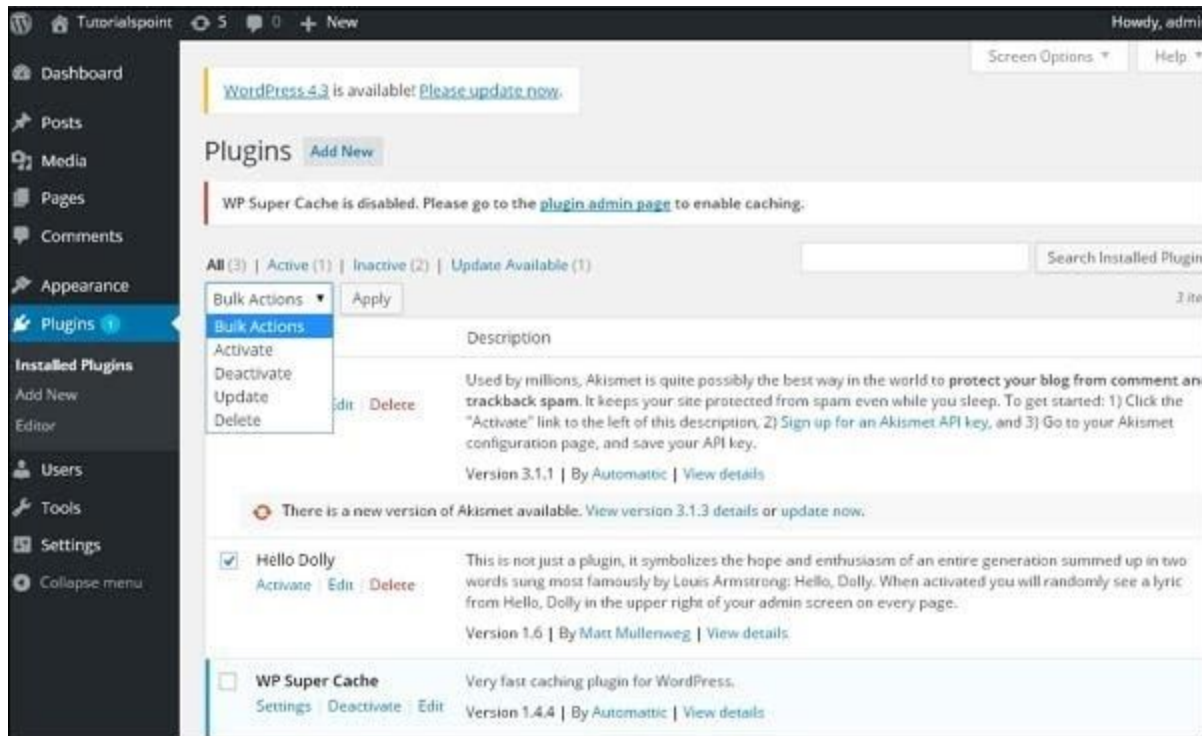 Tutorialspoint 5 0 + New Howdy, admi
Screen Options Help
Dashboard
Posts
Media
Pages
Comments
Appearance
Plugins 1
Installed Plugins
Add New
Editor
Users
Tools
Settings
Collapse menu
WordPress 4.3 is available! Please update now.
Plugins Add New
WP Super Cache is disabled. Please go to the plugin admin page to enable caching.
All (3) | Active (1) | Inactive (2) | Update Available (1)
Search Installed Plugin
Bulk Actions Apply
3 ite
Bulk Actions
Activate
Deactivate
Update
Delete
Description
Edit | Delete
Used by millions, Akismet is quite possibly the best way in the world to protect your blog from comment an
trackback spam. It keeps your site protected from spam even while you sleep. To get started: 1) Click the
"Activate" link to the left of this description, 2) Sign up for an Akismet API key, and 3) Go to your Akismet
configuration page, and save your API key.
Version 3.1.1 | By Automattic | View details
There is a new version of Akismet available. View version 3.1.3 details or update now.
Hello Dolly
Activate | Edit | Delete
This is not just a plugin, it symbolizes the hope and enthusiasm of an entire generation summed up in two
words sung most famously by Louis Armstrong: Hello, Dolly. When activated you will randomly see a lyric
from Hello, Dolly in the upper right of your admin screen on every page.
Version 1.6 | By Matt Mullenweg | View details
WP Super Cache
Settings | Deactivate | Edit
Very fast caching plugin for WordPress.
Version 1.4.4 | By Automattic | View details